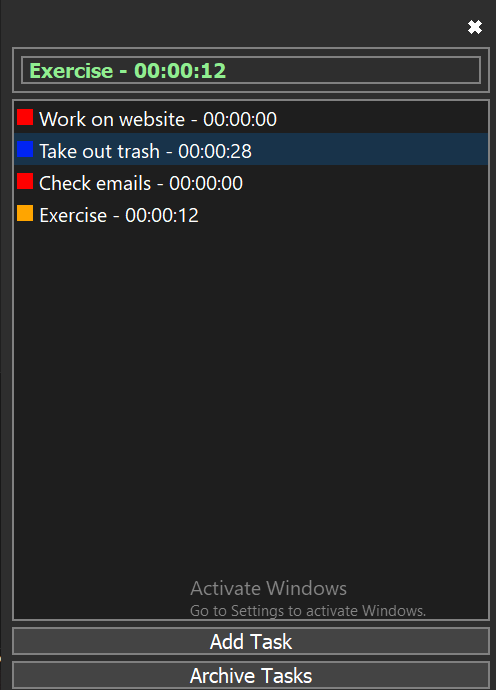 Exercise - 00:00:12
Work on website - 00:00:00
Take out trash - 00:00:28
Check emails - 00:00:00
Exercise - 00:00:12
Activate Windows
Go to Settings to activate Windows.
Add Task
Archive Tasks